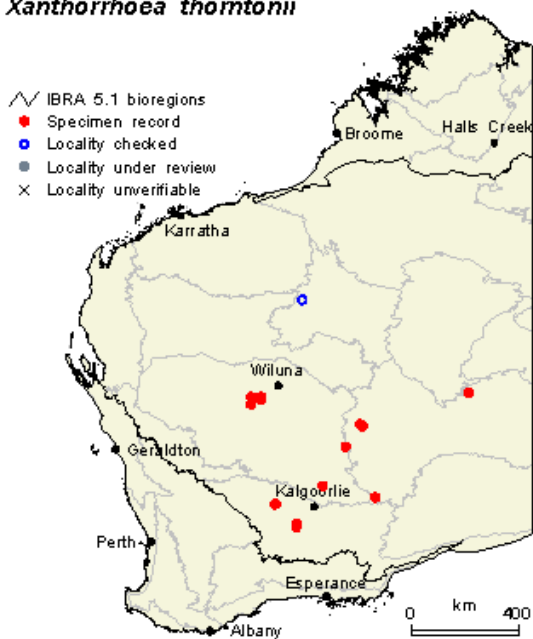 Xanthorrhoea thorntonii
IBRA 5.1 bioregions
Specimen record
Locality checked
Locality under review
Locality unverifiable
Broome
Halls Creek
Karratha
Wiluna
Geraldton
Kalgoorlie
Perth
Esperance
Albany
0 km 400